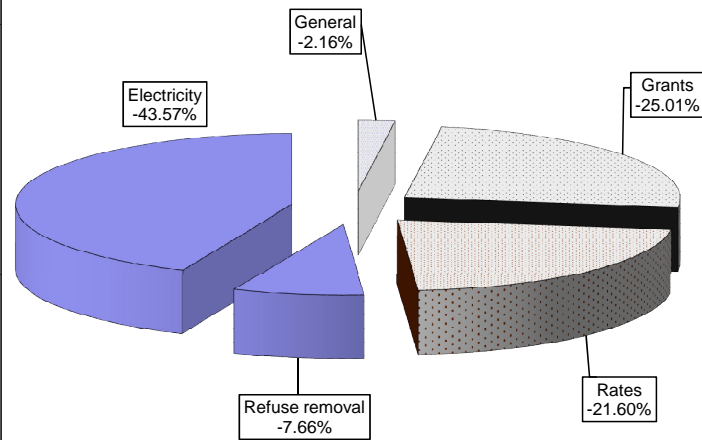 General
-2.16%
Electricity
-43.57%
Grants
-25.01%
Rates
-21.60%
Refuse removal
-7.66%